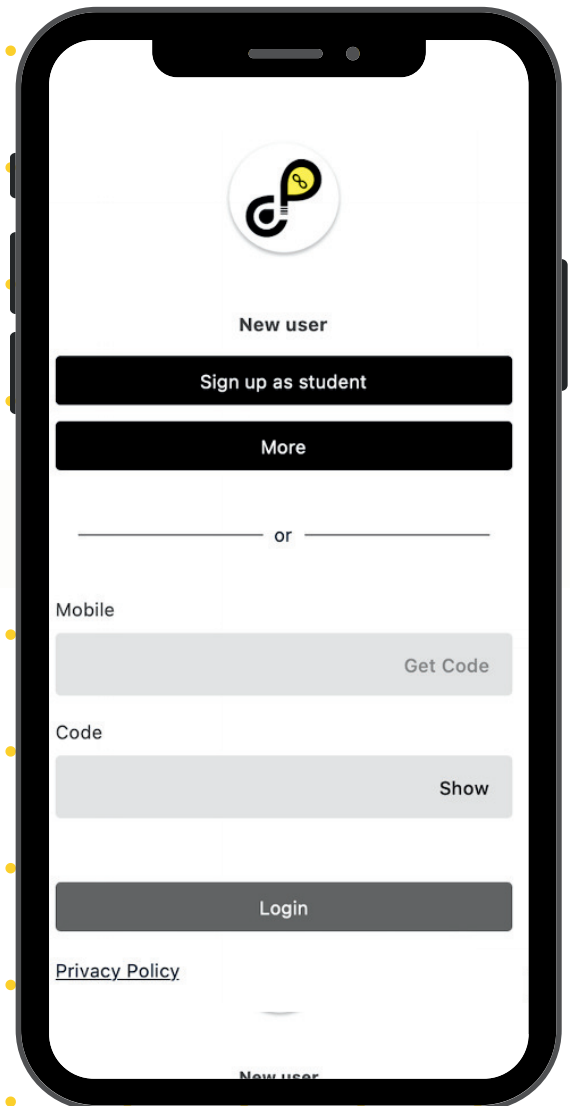 New user
Sign up as student
More
or
Mobile
Get Code
Code
Show
Login
Privacy Policy
New user